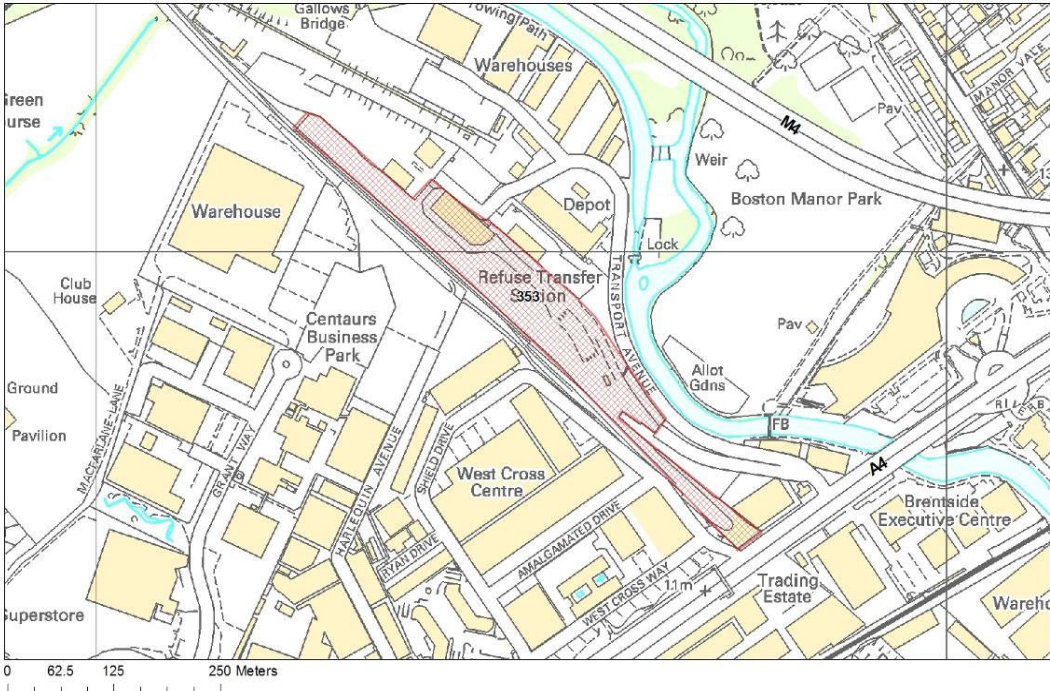 Gallows
Bridge
Towing Path
Warehouses
M4
MANOR VALE
Pav
Weir
Boston Manor Park
Depot
Lock
Warehouse
Refuse Transfer
Station
353
TRANSPORT AVENUE
Club
House
Centaurs
Business
Park
Pav
Allot
Gdns
FB
A4
Ground
Pavilion
MACFARLANE LANE
GRANT WAY
HARLEQUIN AVENUE
SHIELD DRIVE
RYAN DRIVE
West Cross
Centre
AMALGAMATED DRIVE
WEST CROSS WAY
11m
Brentside
Executive Centre
Trading
Estate
Superstore
0 62.5 125 250 Meters